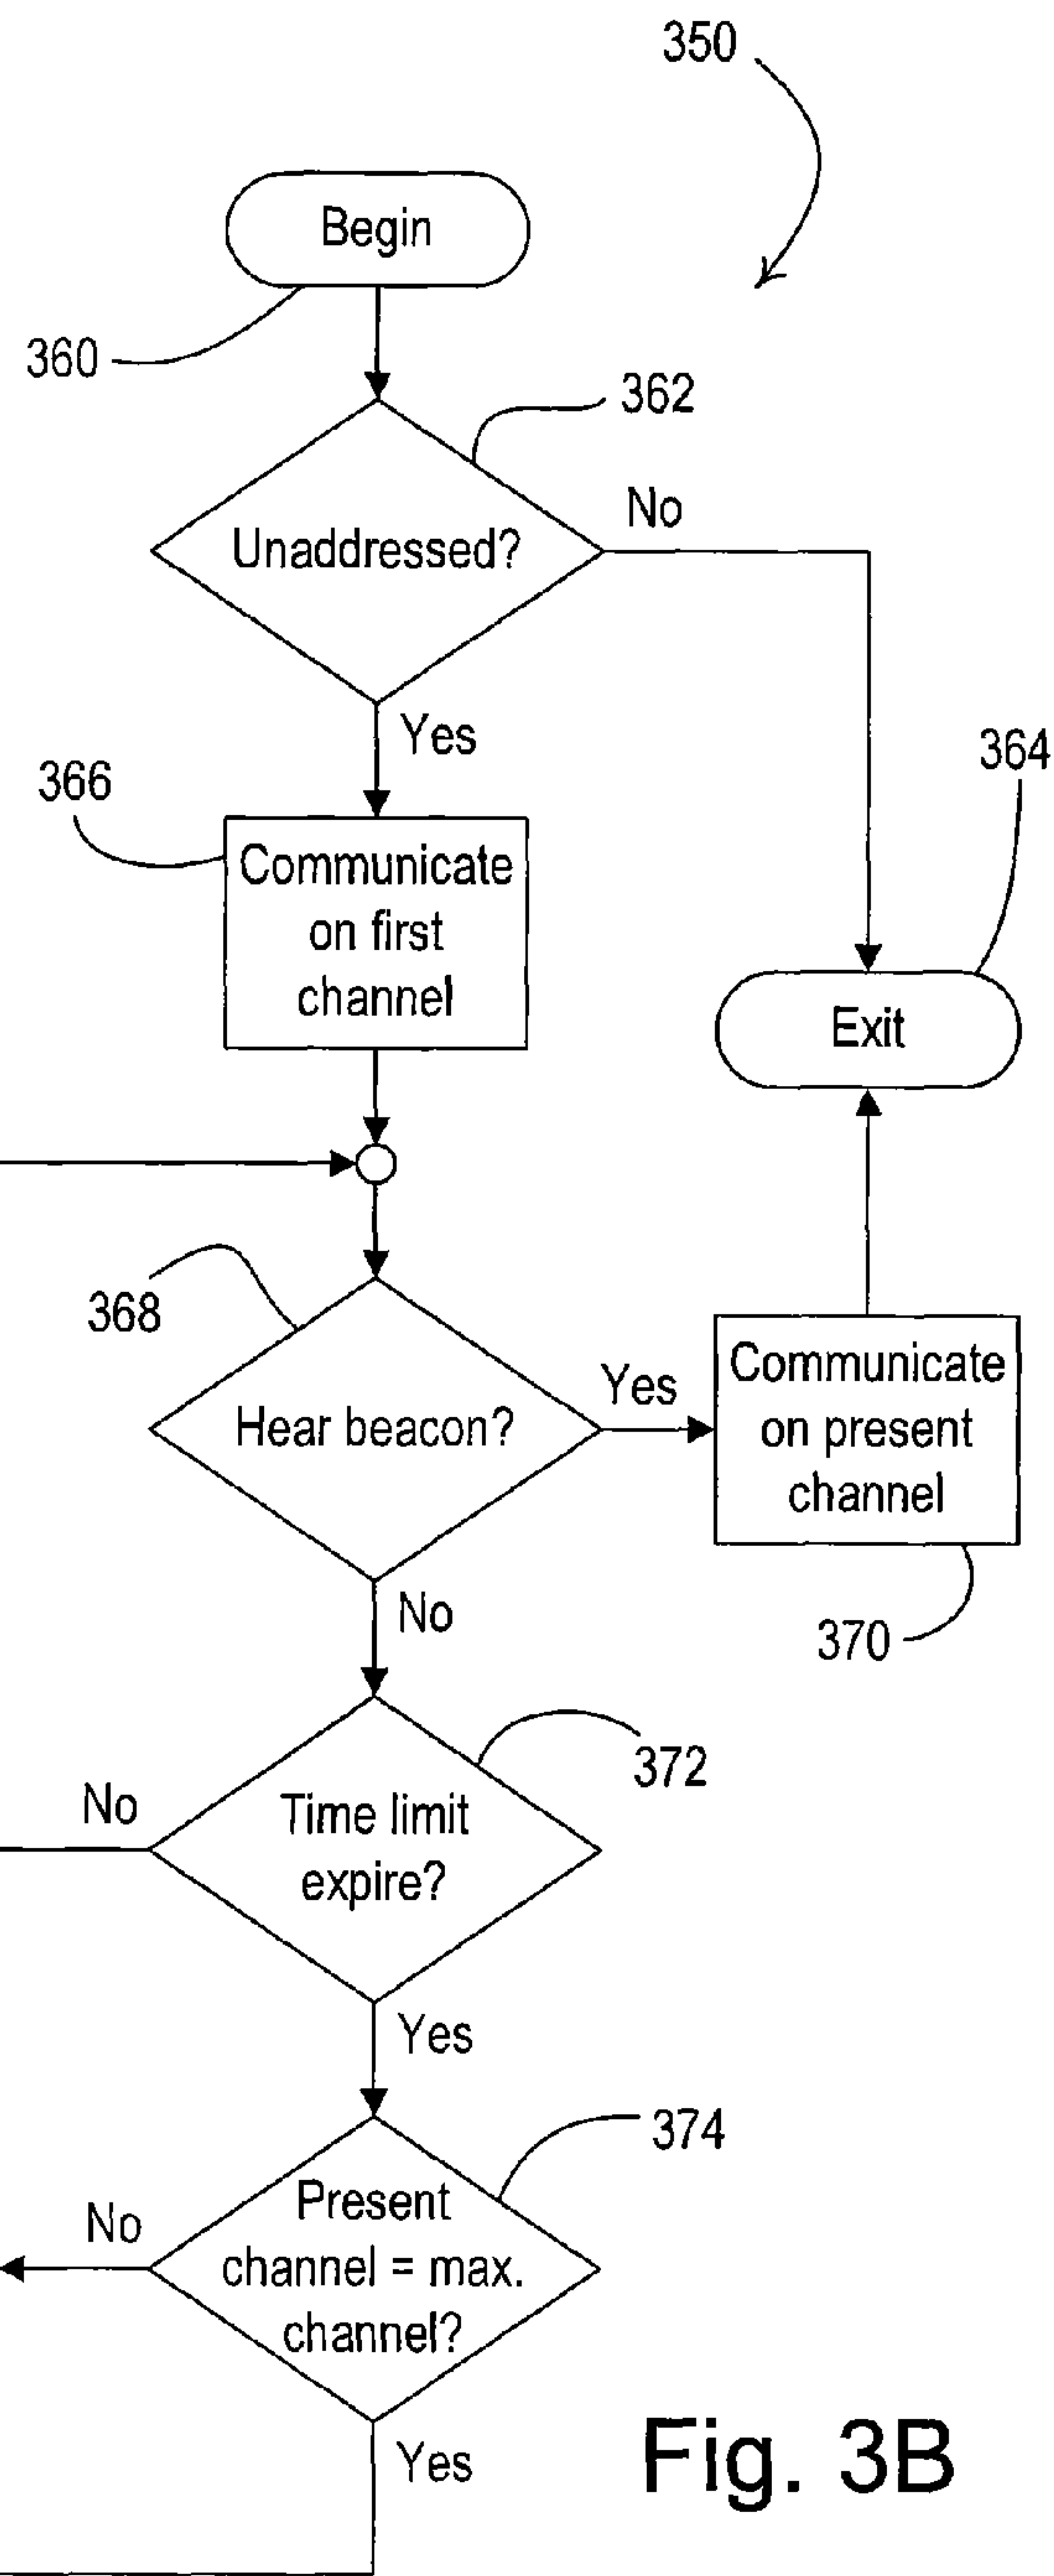 350
Begin
360
362
Unaddressed?
No
Yes
366
364
Communicate
on first
channel
Exit
368
Hear beacon?
Yes
Communicate
on present
channel
No
370
372
No
Time limit
expire?
Yes
374
No
Present
channel = max.
channel?
Yes
Fig. 3B